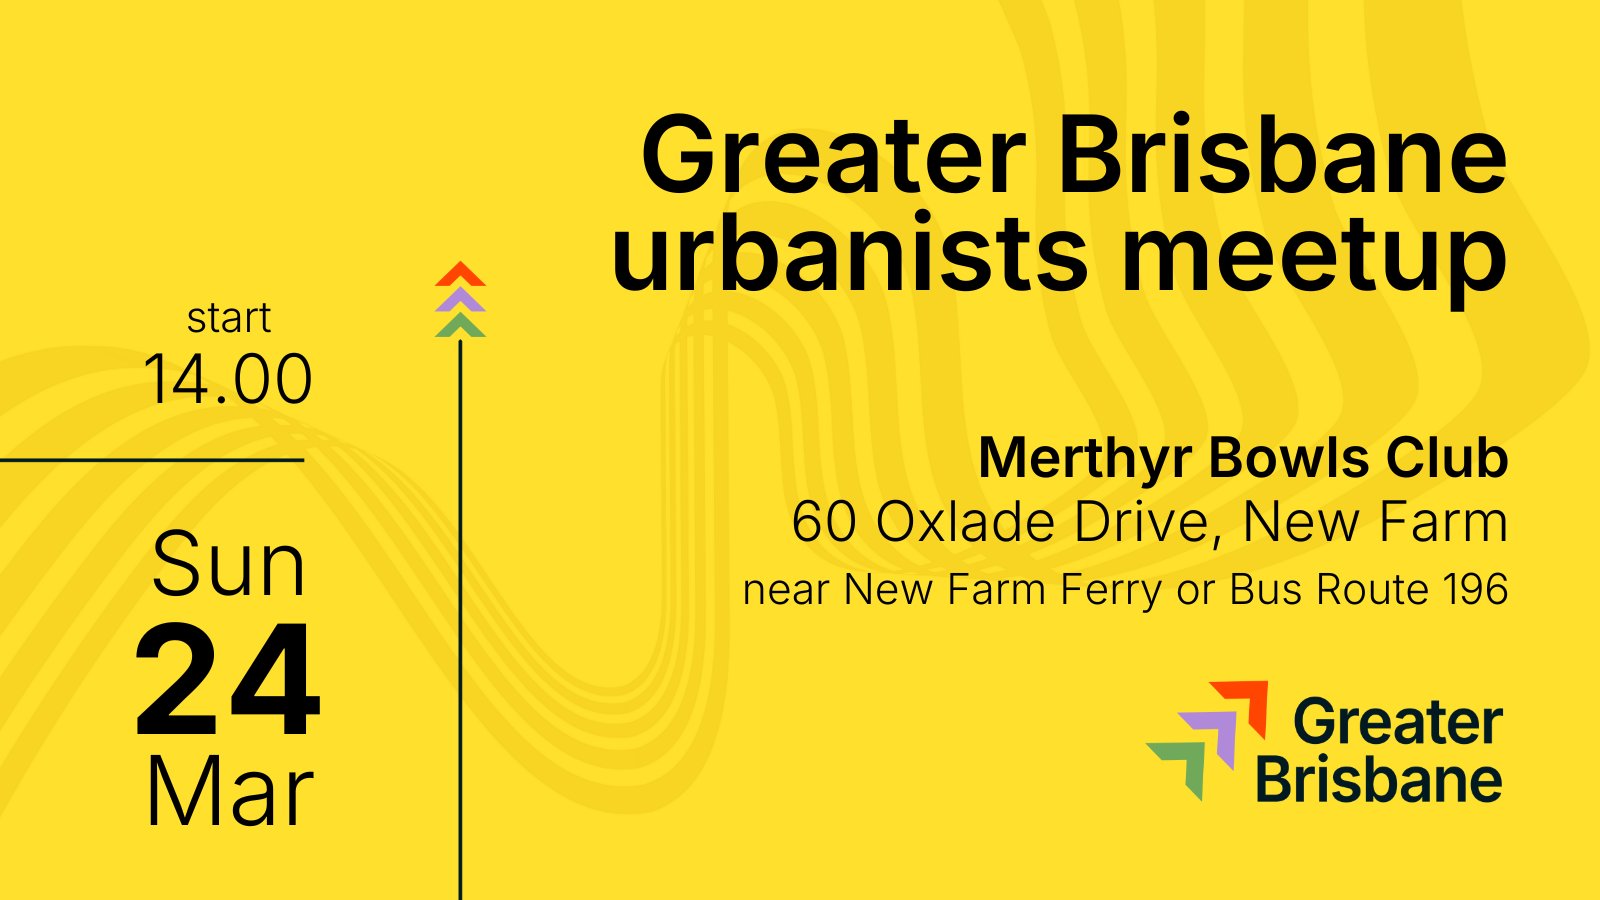 Greater Brisbane
urbanists meetup
start
14.00
Sun
24
Mar
Merthyr Bowls Club
60 Oxlade Drive, New Farm
near New Farm Ferry or Bus Route 196
Greater
Brisbane